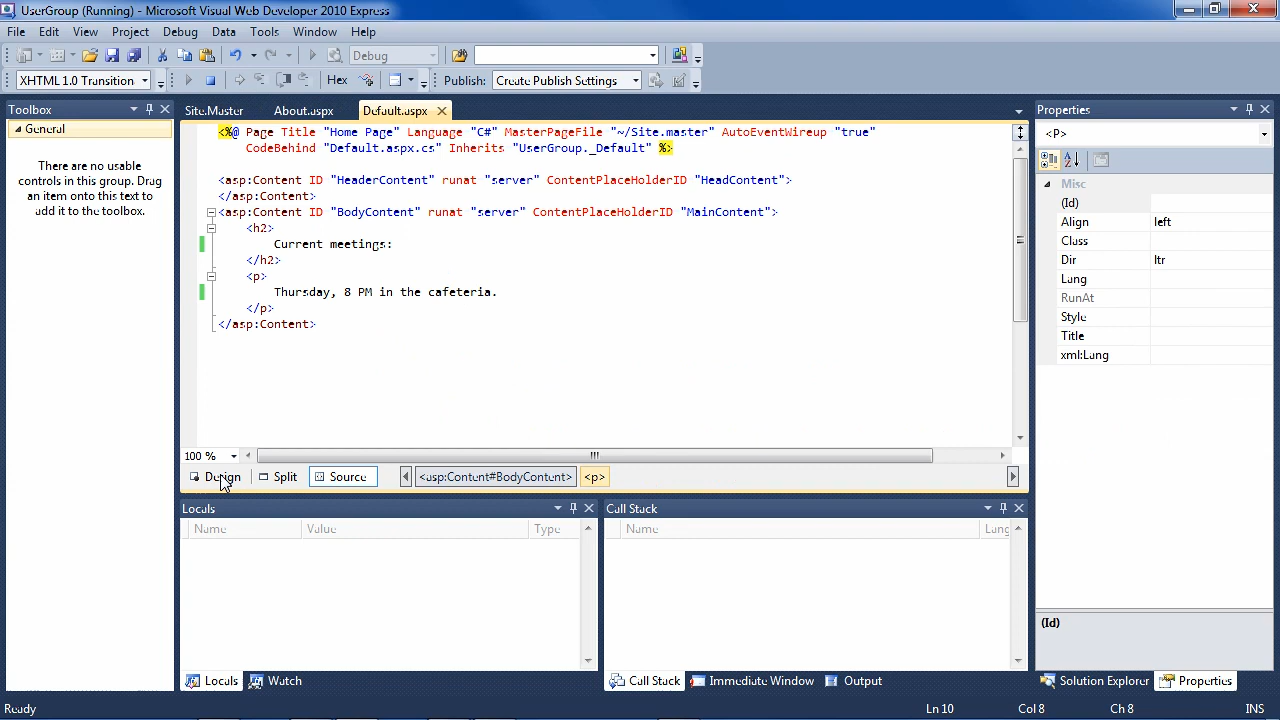 UserGroup (Running) - Microsoft Visual Web Developer 2010 Express
File Edit View Project Debug Data Tools Window Help
Debug
XHTML 1.0 Transition Hex Publish: Create Publish Settings
Toolbox
General
There are no usable
controls in this group. Drag
an item onto this text to
add it to the toolbox.
Site.Master About.aspx Default.aspx
<%@ Page Title "Home Page" Language "C#" MasterPageFile "~/Site.master" AutoEventWireup "true"
CodeBehind "Default.aspx.cs" Inherits "UserGroup._Default" %>
<asp:Content ID "HeaderContent" runat "server" ContentPlaceHolderID "HeadContent">
</asp:Content>
<asp:Content ID "BodyContent" runat "server" ContentPlaceHolderID "MainContent">
<h2>
Current meetings:
</h2>
<p>
Thursday, 8 PM in the cafeteria.
</p>
</asp:Content>
100 %
Design Split Source <asp:Content#BodyContent> <p>
Locals
Name Value Type
Locals Watch
Call Stack
Name Lang
Call Stack Immediate Window Output
Properties
<P>
Misc
(Id)
Align left
Class
Dir ltr
Lang
RunAt
Style
Title
xml:Lang
(Id)
Solution Explorer Properties
Ready Ln 10 Col 8 Ch 8 INS